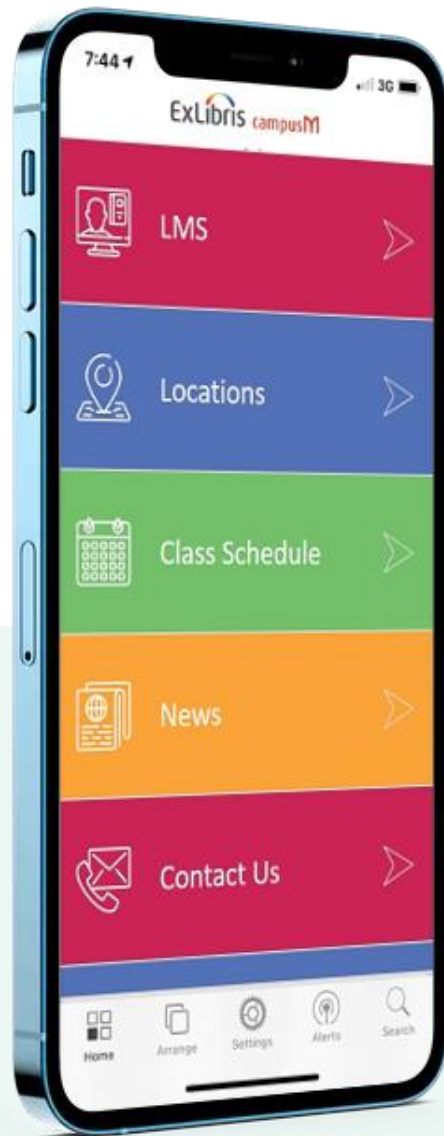 7:44
3G
ExLibris campusM
LMS
Locations
Class Schedule
News
Contact Us
Home
Arrange
Settings
Alerts
Search